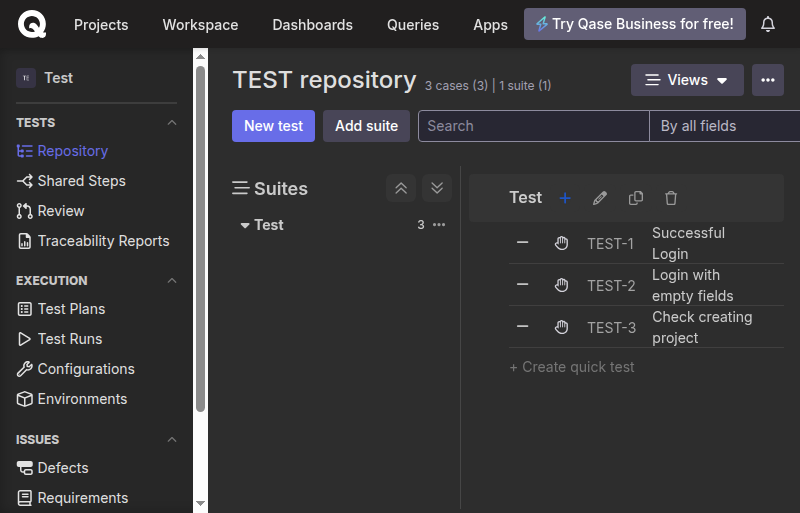 Projects Workspace Dashboards Queries Apps Try Qase Business for free!
Test
TEST repository 3 cases (3) | 1 suite (1) Views
TESTS
New test Add suite Search By all fields
Repository
Shared Steps
Review
Traceability Reports
EXECUTION
Test Plans
Test Runs
Configurations
Environments
ISSUES
Defects
Requirements
Suites
Test 3
Test
TEST-1 Successful
Login
TEST-2 Login with
empty fields
TEST-3 Check creating
project
+ Create quick test